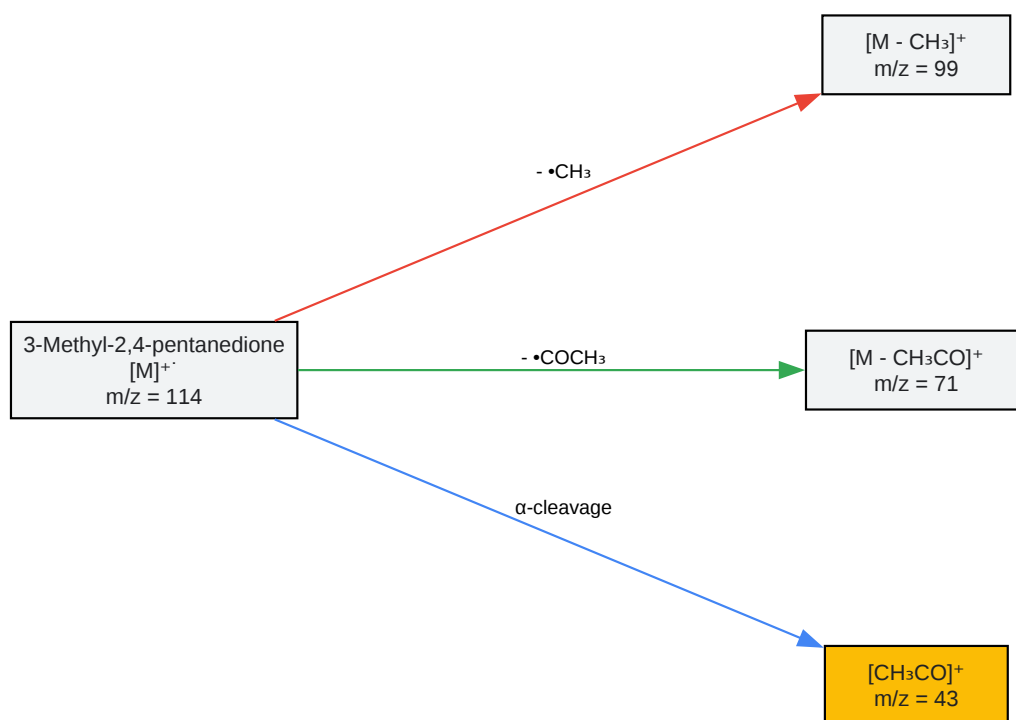 [M - CH₃]⁺
m/z = 99
- •CH₃
3-Methyl-2,4-pentanedione
[M]⁺˙
m/z = 114
- •COCH₃
[M - CH₃CO]⁺
m/z = 71
α-cleavage
[CH₃CO]⁺
m/z = 43